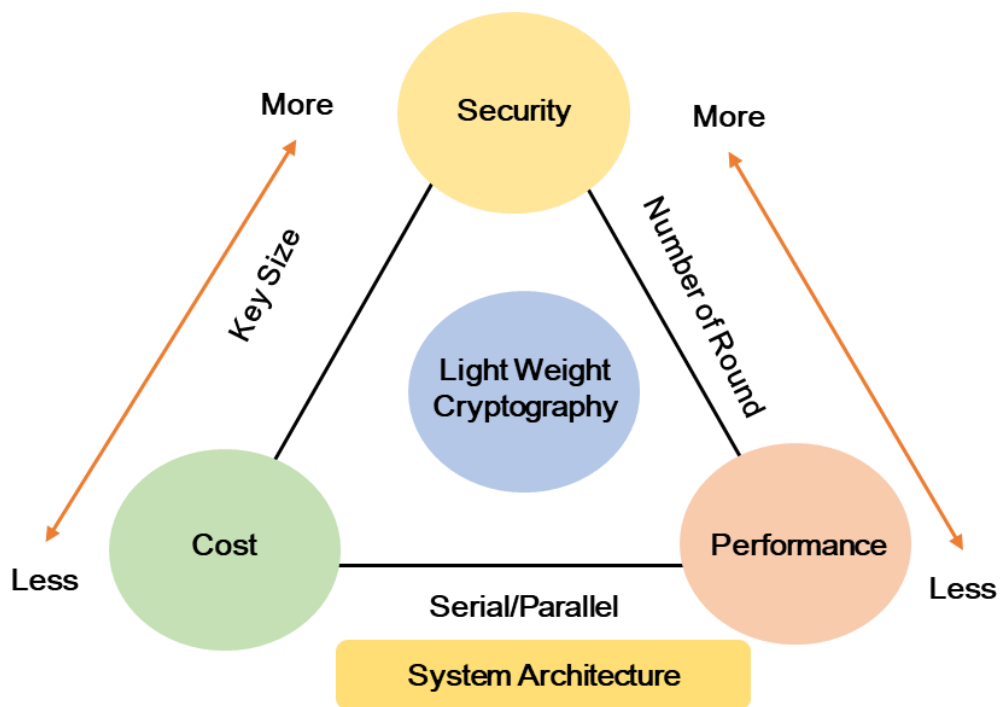 Security
More
More
Key Size
Number of Round
Light Weight
Cryptography
Cost
Performance
Less
Less
Serial/Parallel
System Architecture